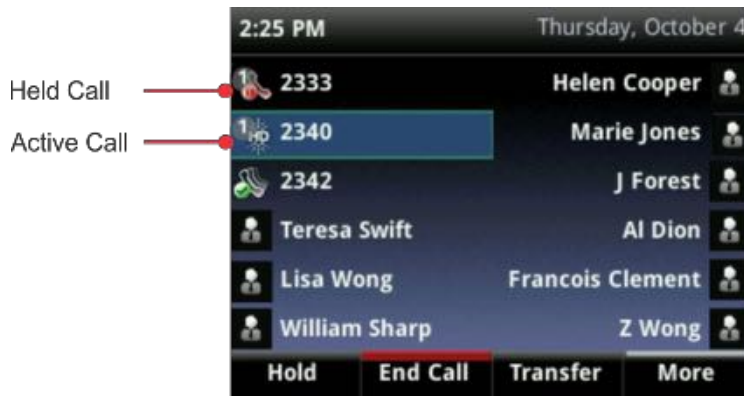 2:25 PM Thursday, October 4
Held Call 2333 Helen Cooper
Active Call 2340 Marie Jones
2342 J Forest
Teresa Swift Al Dion
Lisa Wong Francois Clement
William Sharp Z Wong
Hold End Call Transfer More